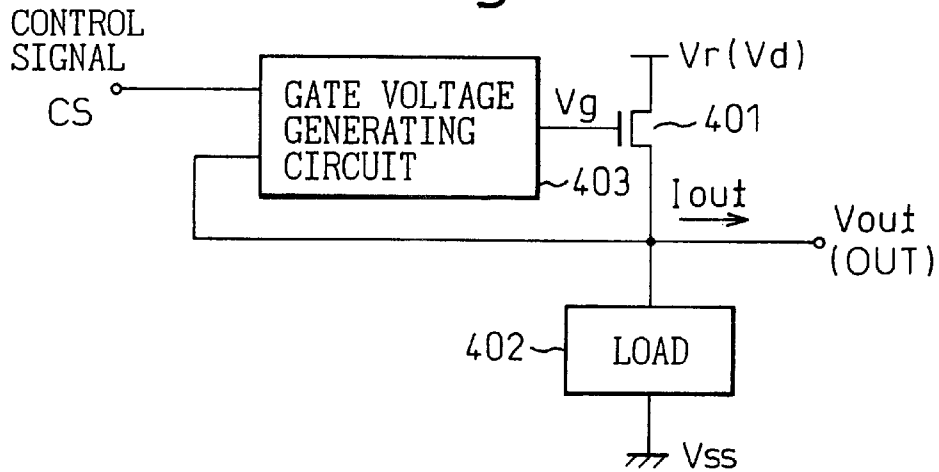 g
CONTROL
SIGNAL
CS
GATE VOLTAGE
GENERATING
CIRCUIT
403
Vg
Vr(Vd)
401
Iout
Vout
(OUT)
402
LOAD
Vss